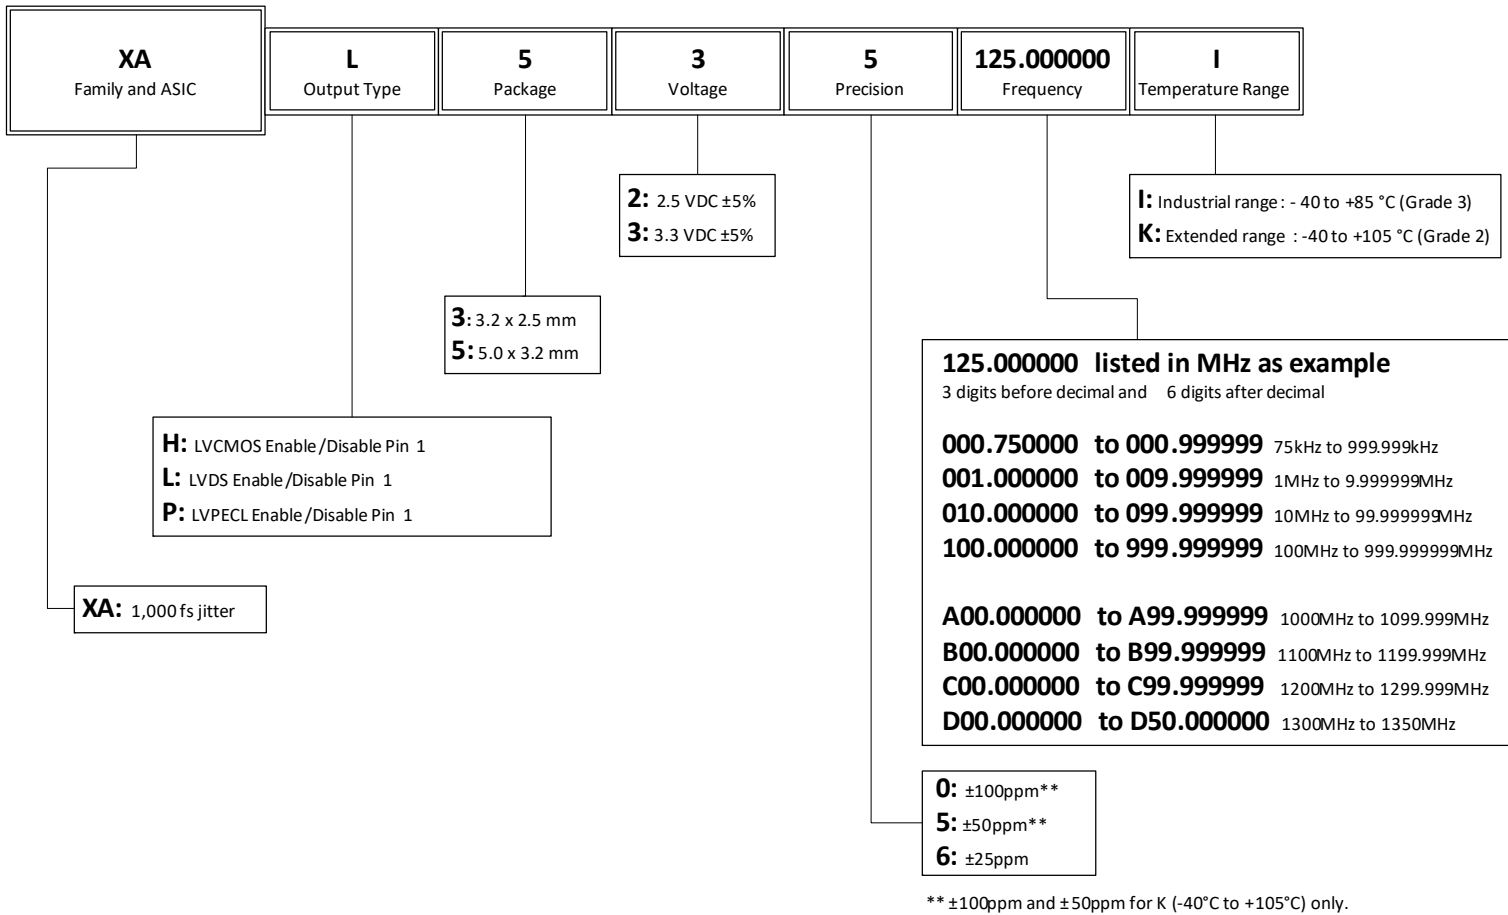 XA
Family and ASIC
L
Output Type
5
Package
3
Voltage
5
Precision
125.000000
Frequency
I
Temperature Range
2: 2.5 VDC ±5%
3: 3.3 VDC ±5%
I: Industrial range : - 40 to +85 °C (Grade 3)
K: Extended range : -40 to +105 °C (Grade 2)
3: 3.2 x 2.5 mm
5: 5.0 x 3.2 mm
125.000000 listed in MHz as example
3 digits before decimal and 6 digits after decimal
000.750000 to 000.999999 75kHz to 999.999kHz
001.000000 to 009.999999 1MHz to 9.999999MHz
010.000000 to 099.999999 10MHz to 99.999999MHz
100.000000 to 999.999999 100MHz to 999.999999MHz
A00.000000 to A99.999999 1000MHz to 1099.999MHz
B00.000000 to B99.999999 1100MHz to 1199.999MHz
C00.000000 to C99.999999 1200MHz to 1299.999MHz
D00.000000 to D50.000000 1300MHz to 1350MHz
H: LVCMOS Enable/Disable Pin 1
L: LVDS Enable/Disable Pin 1
P: LVPECL Enable/Disable Pin 1
XA: 1,000 fs jitter
0: ±100ppm**
5: ±50ppm**
6: ±25ppm
** ±100ppm and ±50ppm for K (-40°C to +105°C) only.